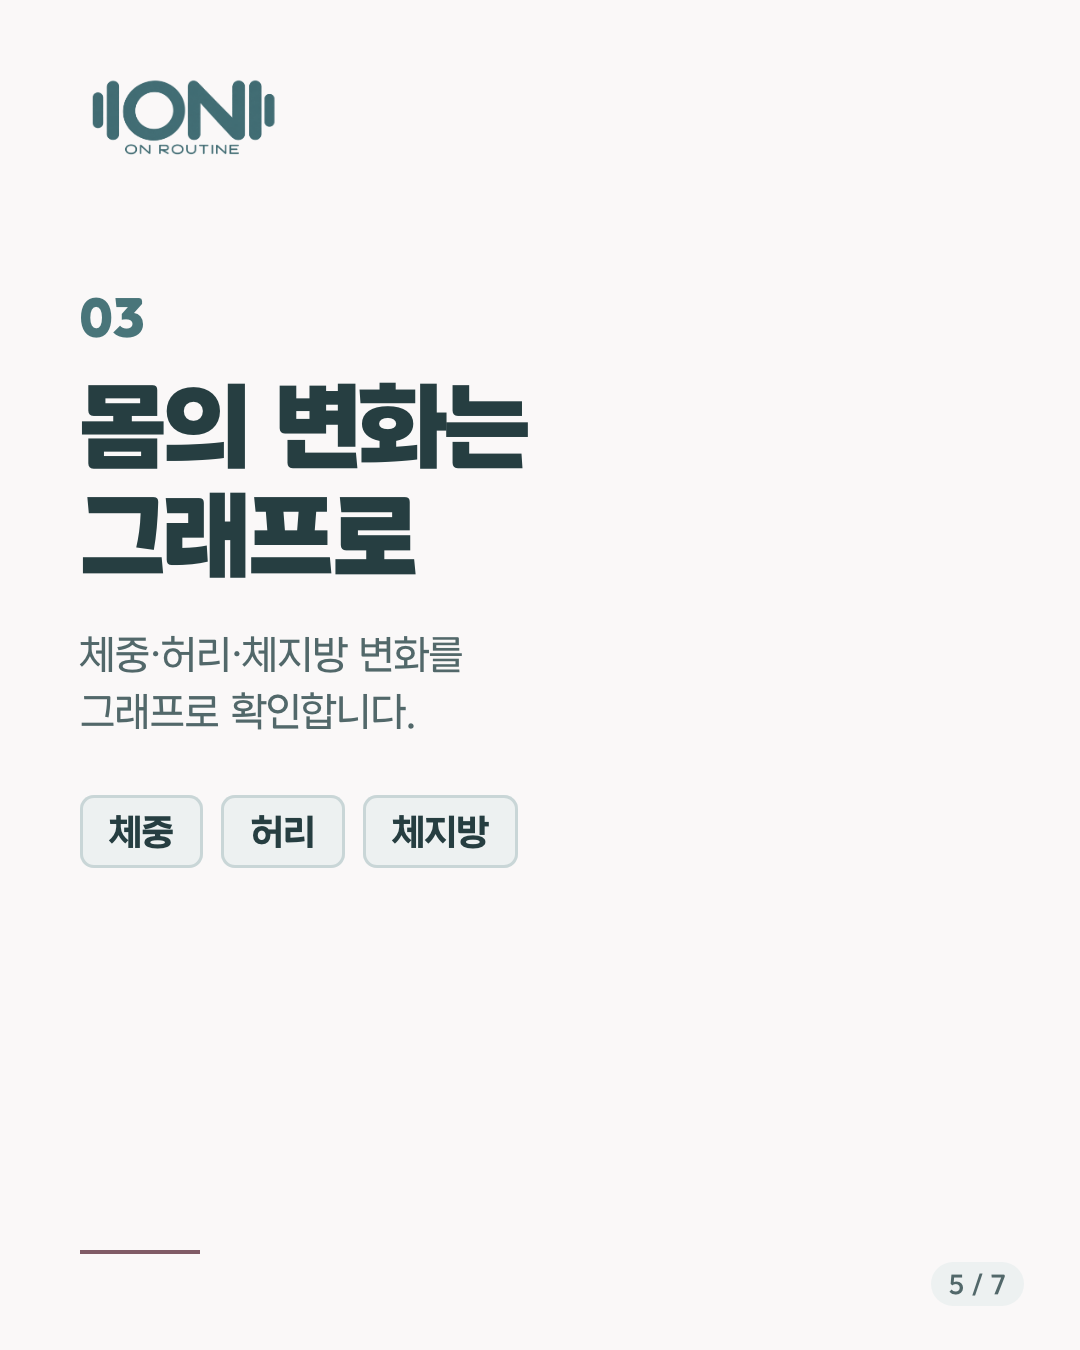 ION
ON ROUTINE
03
몸의 변화는
그래프로
체중·허리·체지방 변화를
그래프로 확인합니다.
체중 허리 체지방
5 / 7